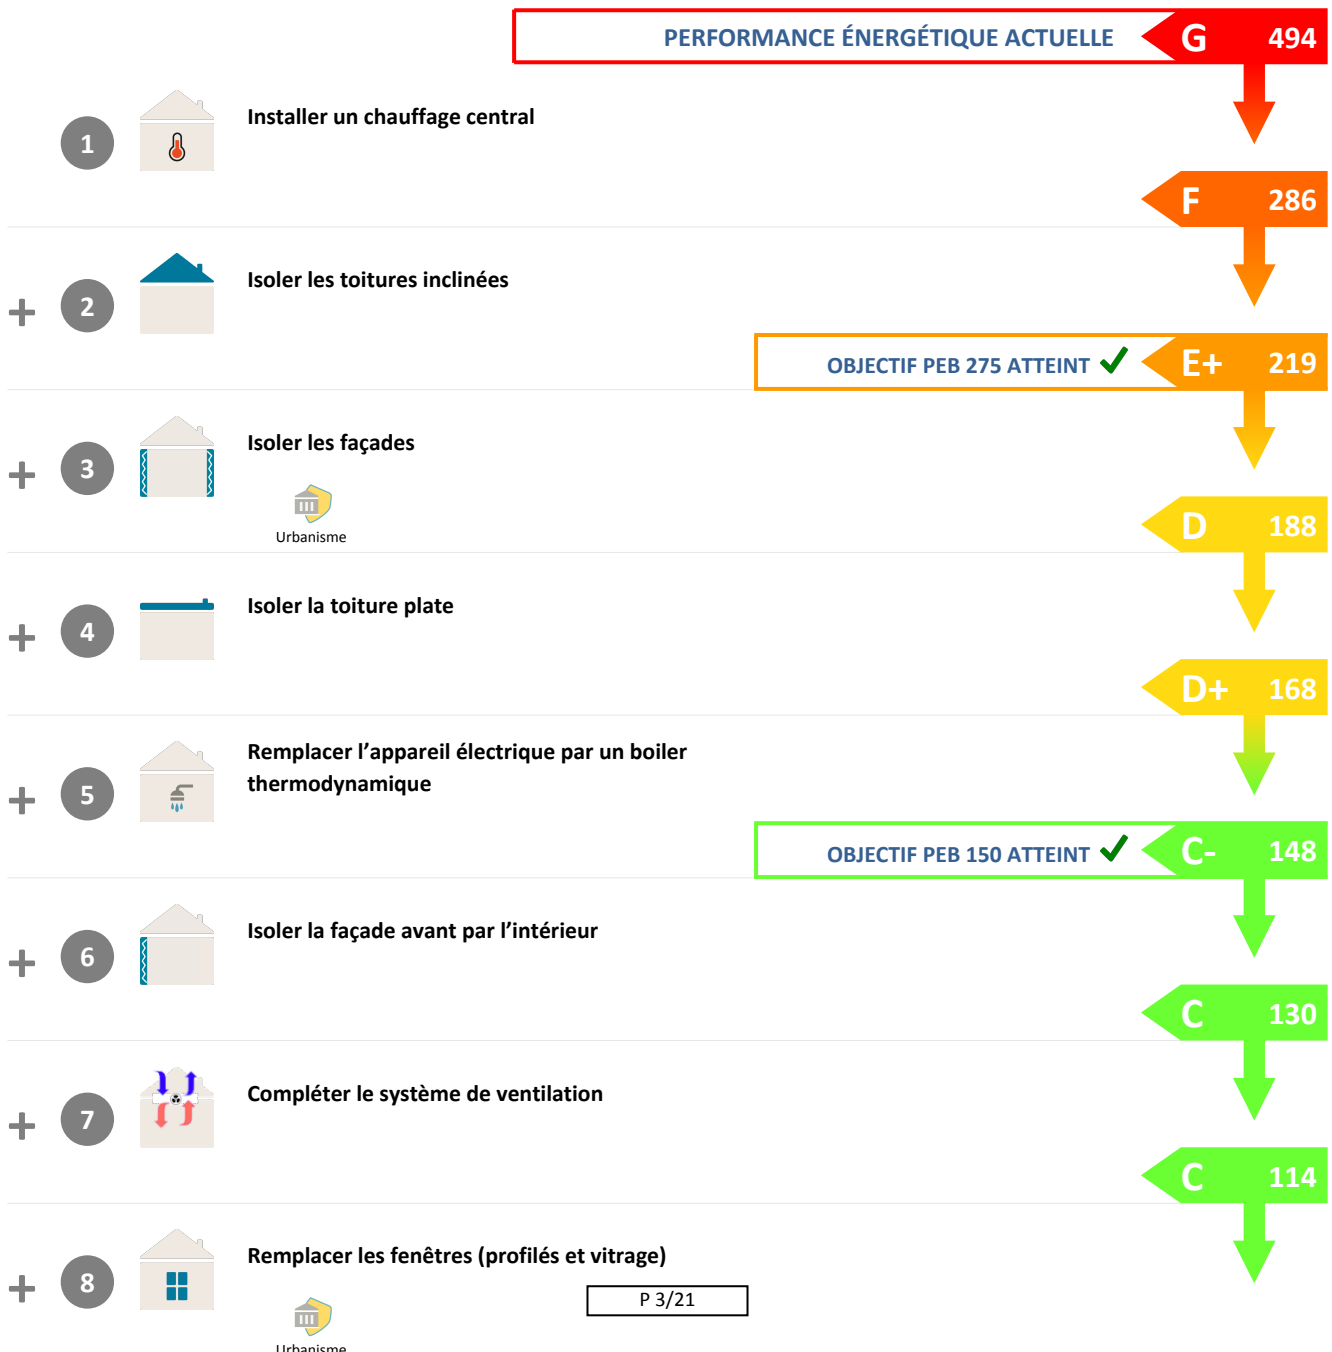 PERFORMANCE ÉNERGÉTIQUE ACTUELLE G 494
1 Installer un chauffage central
F 286
+ 2 Isoler les toitures inclinées
OBJECTIF PEB 275 ATTEINT ✔ E+ 219
+ 3 Isoler les façades
Urbanisme
D 188
+ 4 Isoler la toiture plate
D+ 168
+ 5 Remplacer l’appareil électrique par un boiler
thermodynamique
OBJECTIF PEB 150 ATTEINT ✔ C- 148
+ 6 Isoler la façade avant par l’intérieur
C 130
+ 7 Compléter le système de ventilation
C 114
+ 8 Remplacer les fenêtres (profilés et vitrage)
P 3/21
Urbanisme